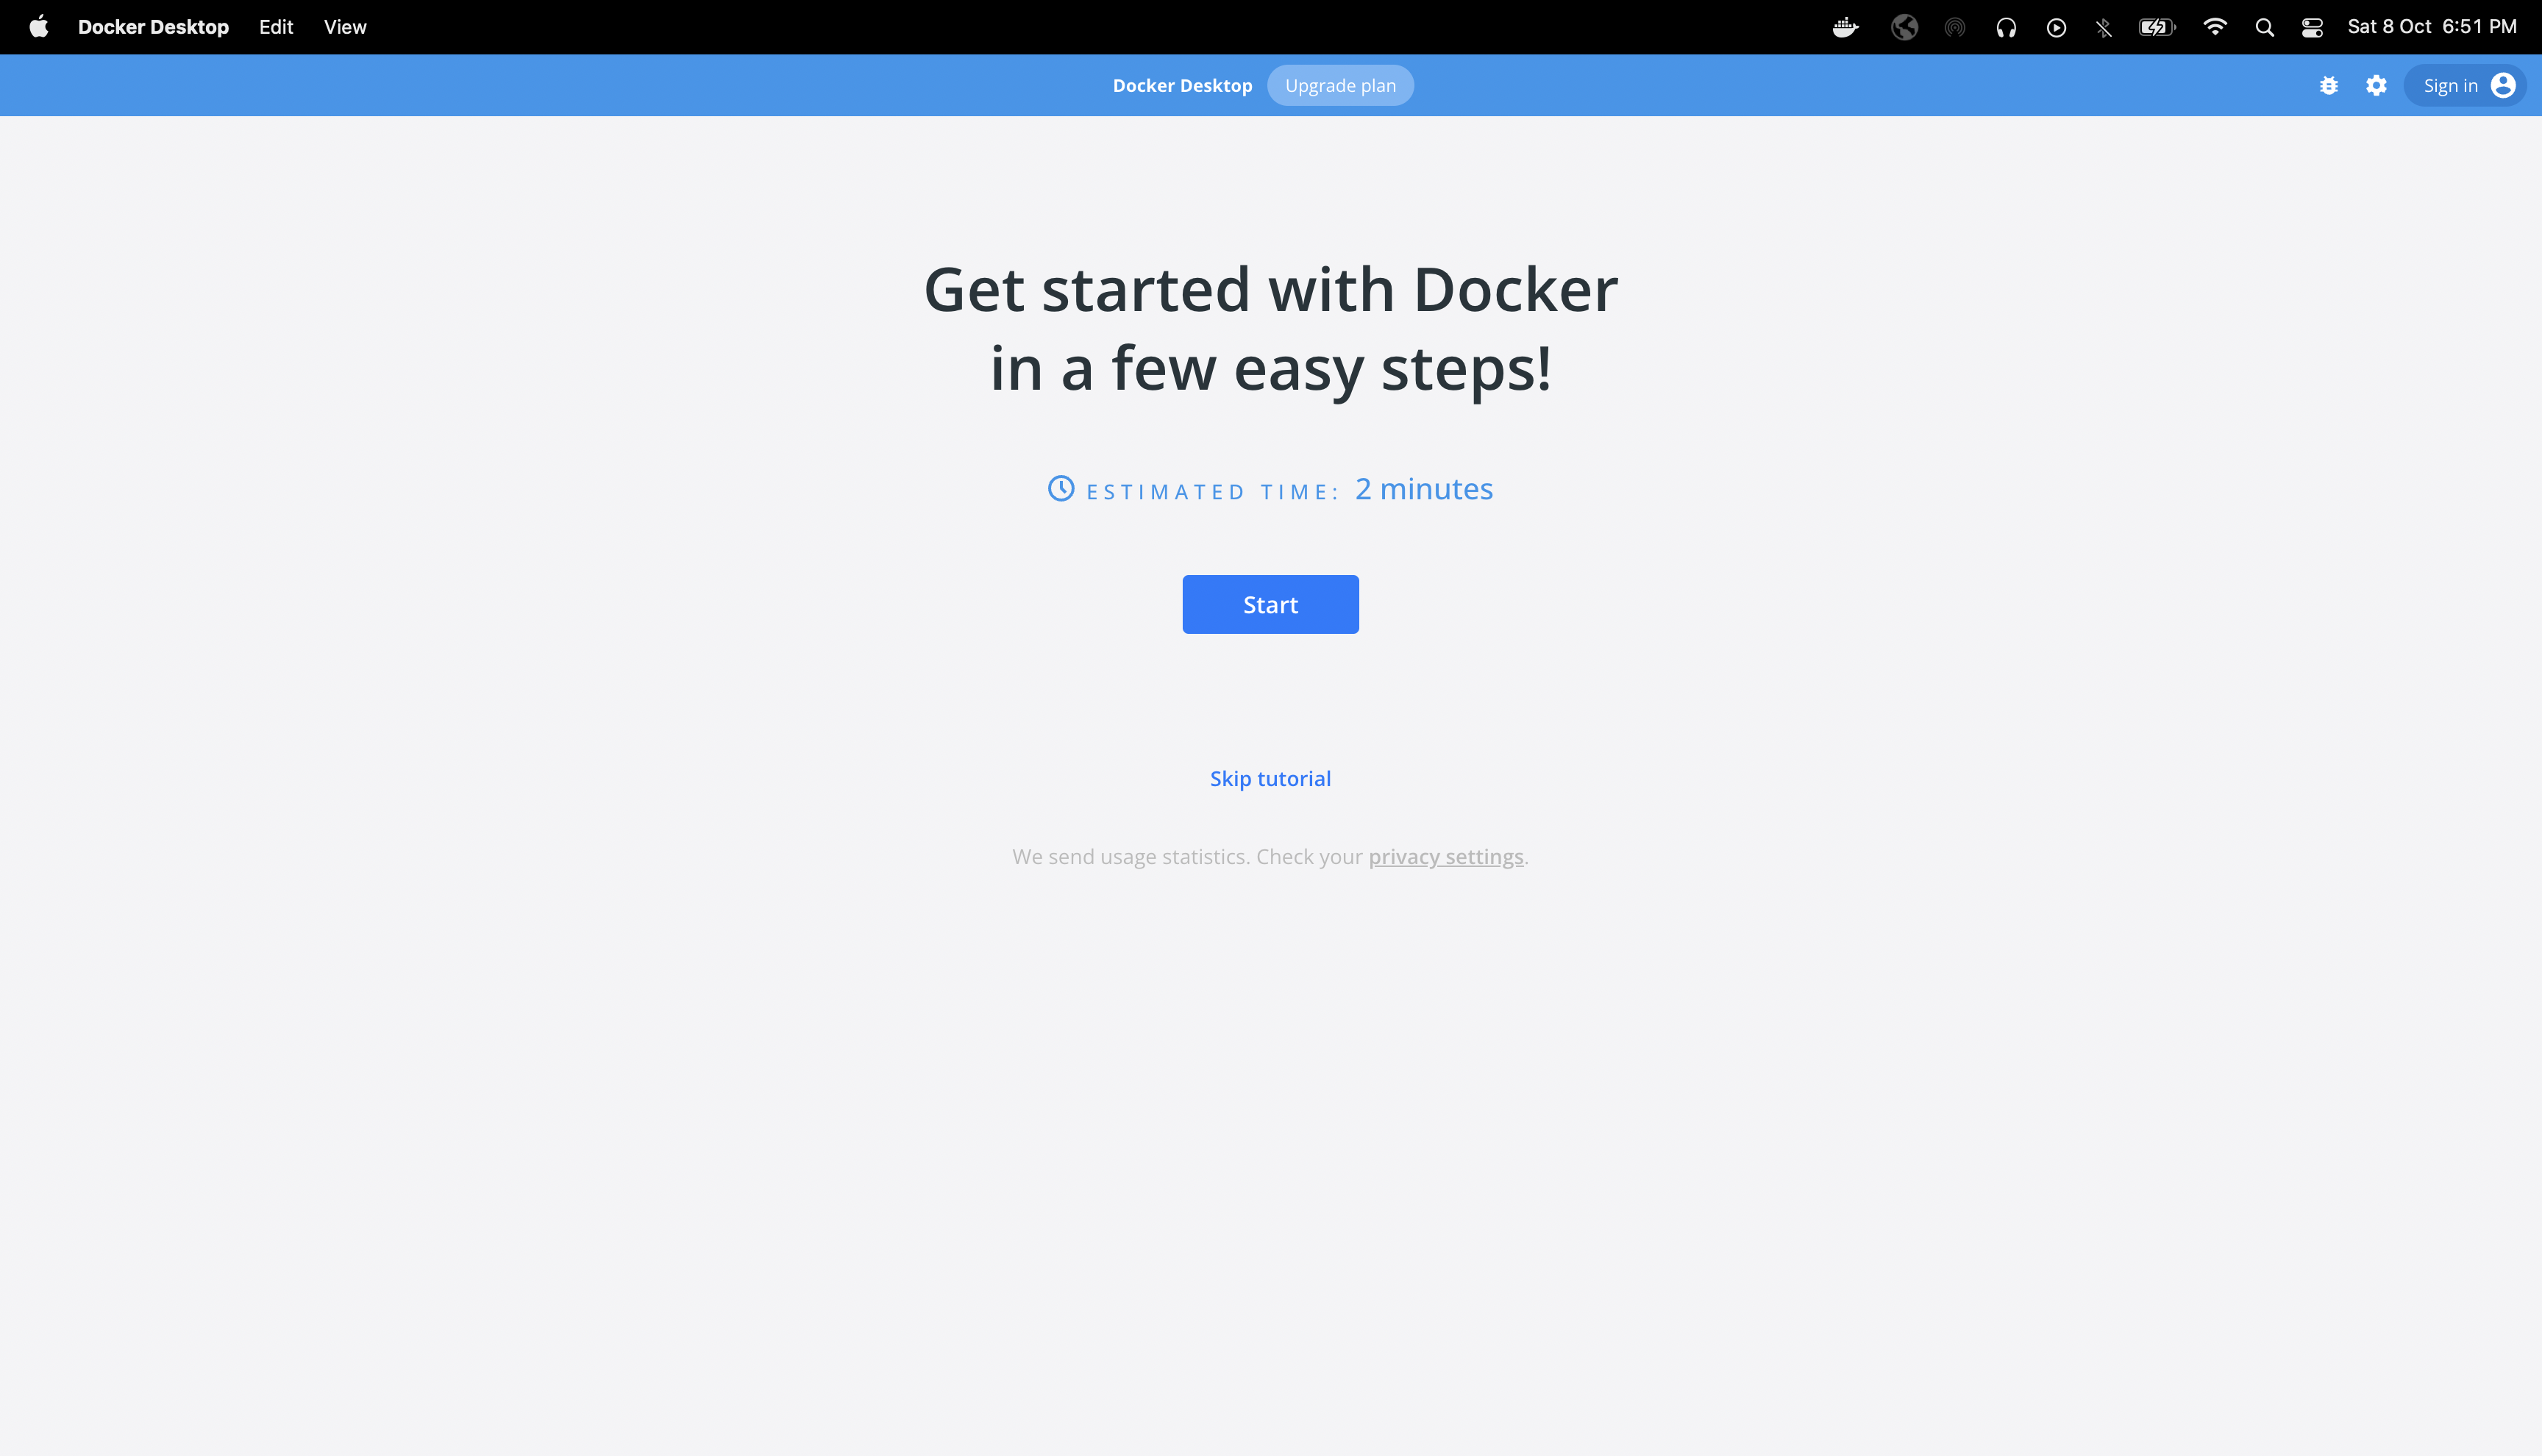 Docker Desktop Edit View Sat 8 Oct 6:51 PM
Docker Desktop Upgrade plan Sign in
Get started with Docker
in a few easy steps!
ESTIMATED TIME: 2 minutes
Start
Skip tutorial
We send usage statistics. Check your privacy settings.